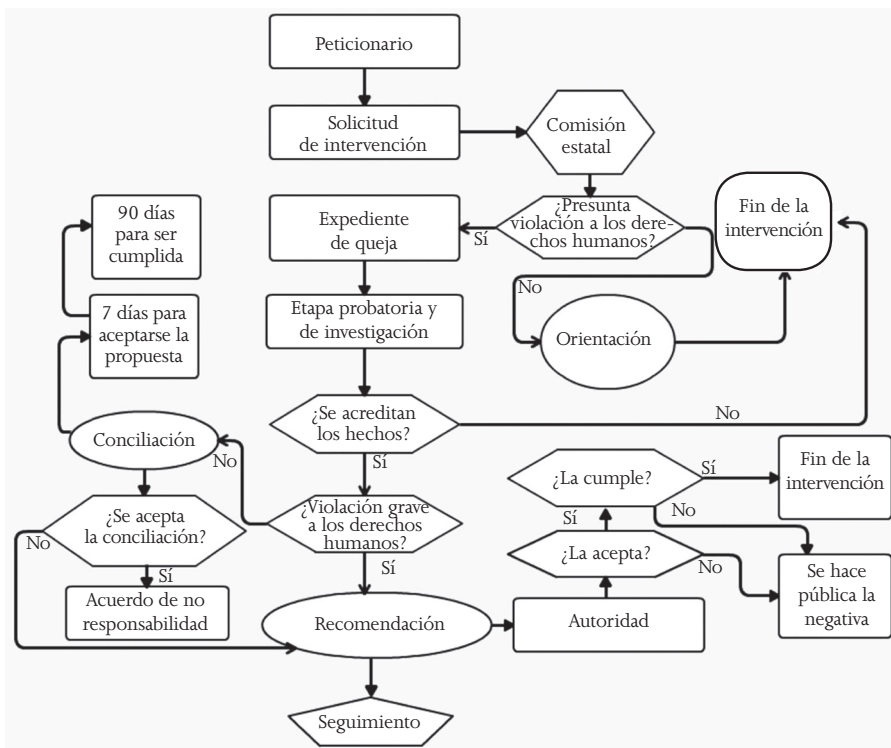 Peticionario
Solicitud
de intervención
Comisión
estatal
¿Presunta
violación a los dere-
chos humanos?
Sí
No
Fin de la
intervención
Orientación
Expediente
de queja
Etapa probatoria y
de investigación
¿Se acreditan
los hechos?
No
Sí
90 días
para ser
cumplida
7 días para
aceptarse la
propuesta
Conciliación
No
¿Violación grave
a los derechos
humanos?
Sí
¿Se acepta
la conciliación?
No
Sí
Acuerdo de no
responsabilidad
Recomendación
Seguimiento
Autoridad
¿La acepta?
Sí
No
¿La cumple?
Sí
No
Fin de la
intervención
Se hace
pública la
negativa